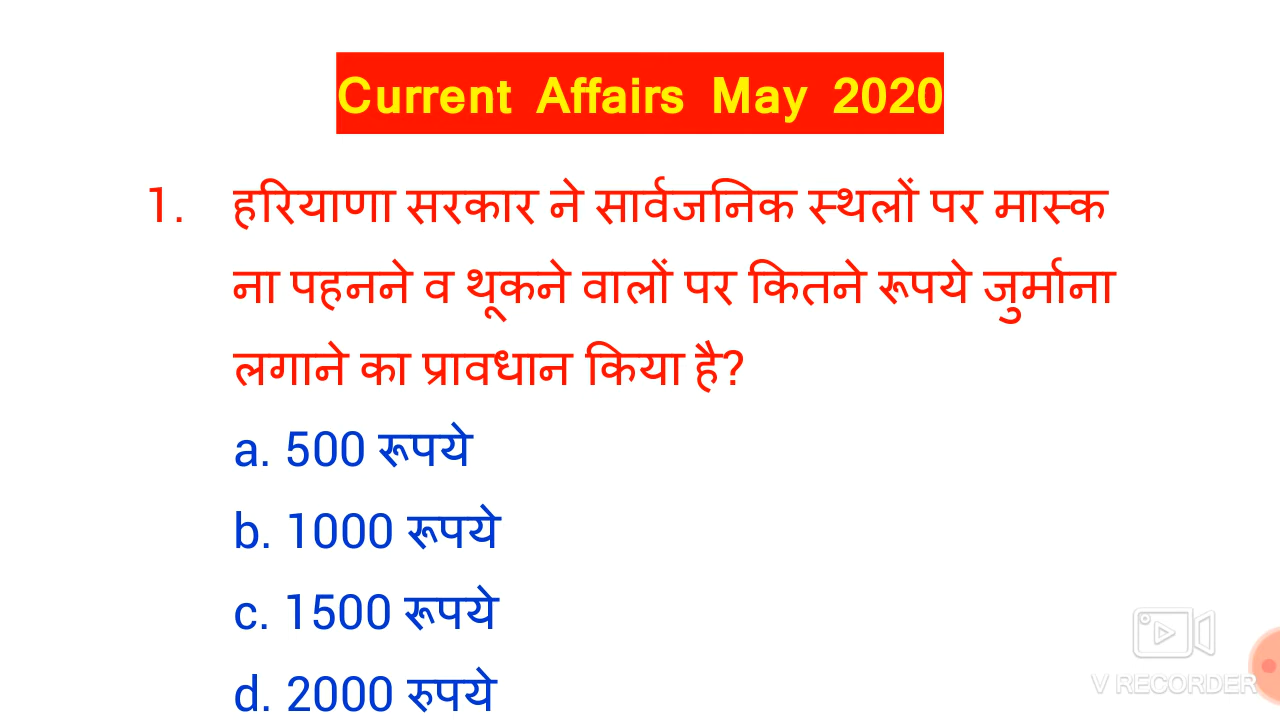 Current Affairs May 2020
1. हरियाणा सरकार ने सार्वजनिक स्थलों पर मास्क
ना पहनने व थूकने वालों पर कितने रूपये जुर्माना
लगाने का प्रावधान किया है?
a. 500 रूपये
b. 1000 रूपये
c. 1500 रूपये
d. 2000 रुपये
V RECORDER